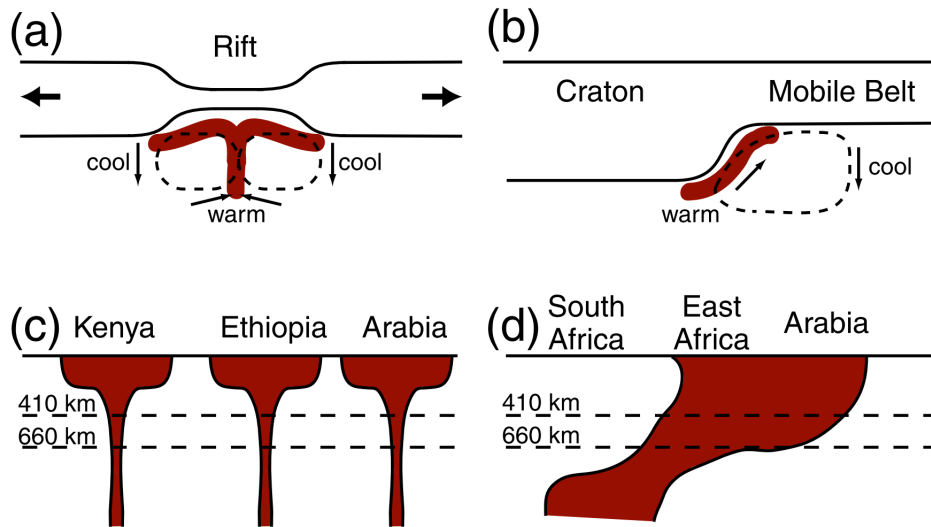 (a)
Rift
cool
cool
warm
(b)
Craton
Mobile Belt
warm
cool
(c)
Kenya
Ethiopia
Arabia
410 km
660 km
(d)
South
Africa
East
Africa
Arabia
410 km
660 km